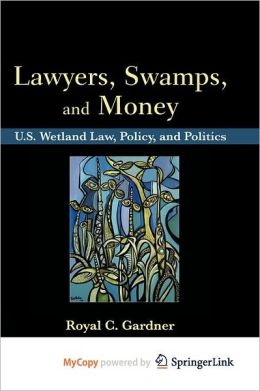 Lawyers, Swamps,
and Money
U.S. Wetland Law, Policy, and Politics
Royal C. Gardner
MyCopy powered by SpringerLink